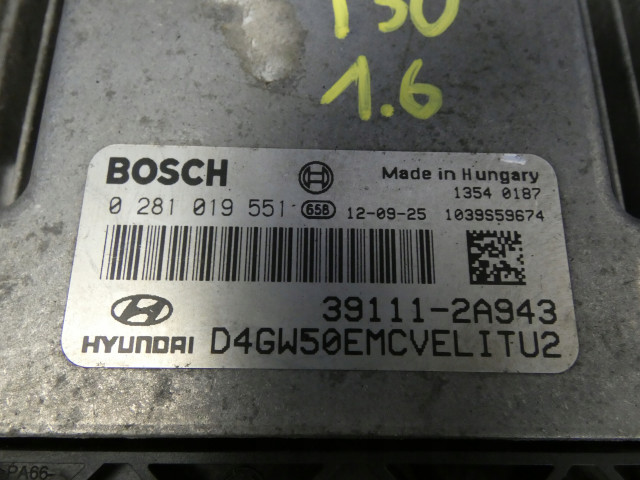 I30
1.6
BOSCH
Made in Hungary
1354 0187
0 281 019 551 658 12-09-25 1039S59674
39111-2A943
HYUNDAI D4GW50EMCVELITU2
PA66-